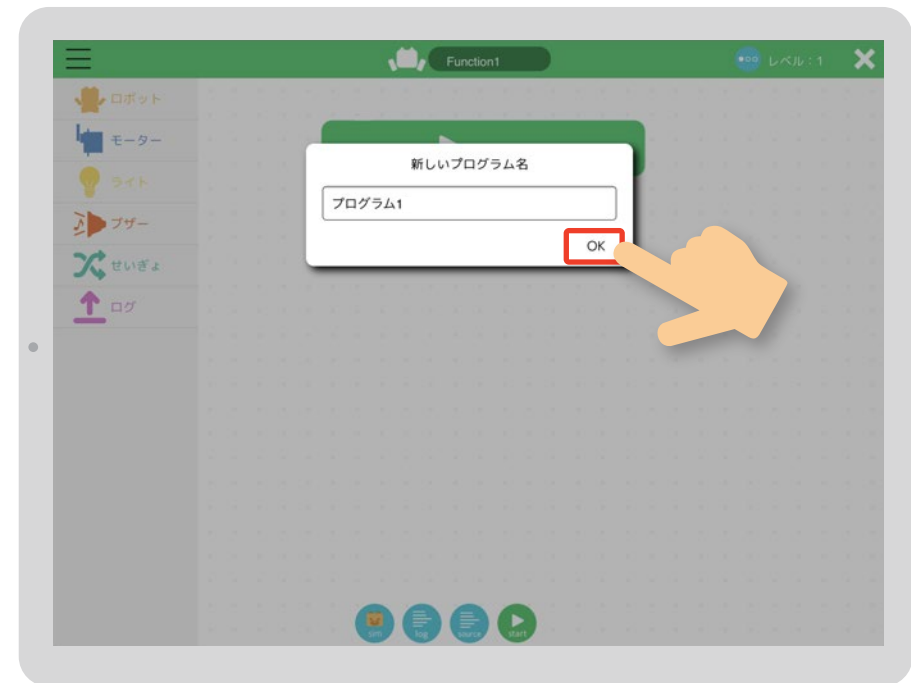 Function1
レベル:1
ロボット
モーター
ライト
ブザー
せいぎょ
ログ
新しいプログラム名
プログラム1
OK
sim
log
source
start